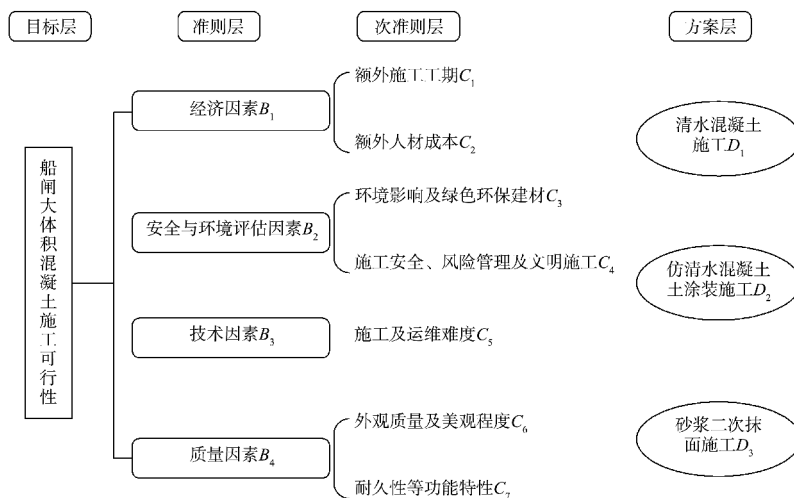 目标层
准则层
次准则层
方案层
船闸大体积混凝土施工可行性
经济因素B₁
额外施工工期C₁
额外人材成本C₂
安全与环境评估因素B₂
环境影响及绿色环保建材C₃
施工安全、风险管理及文明施工C₄
技术因素B₃
施工及运维难度C₅
质量因素B₄
外观质量及美观程度C₆
耐久性等功能特性C₇
清水混凝土
施工D₁
仿清水混凝土
土涂装施工D₂
砂浆二次抹
面施工D₃